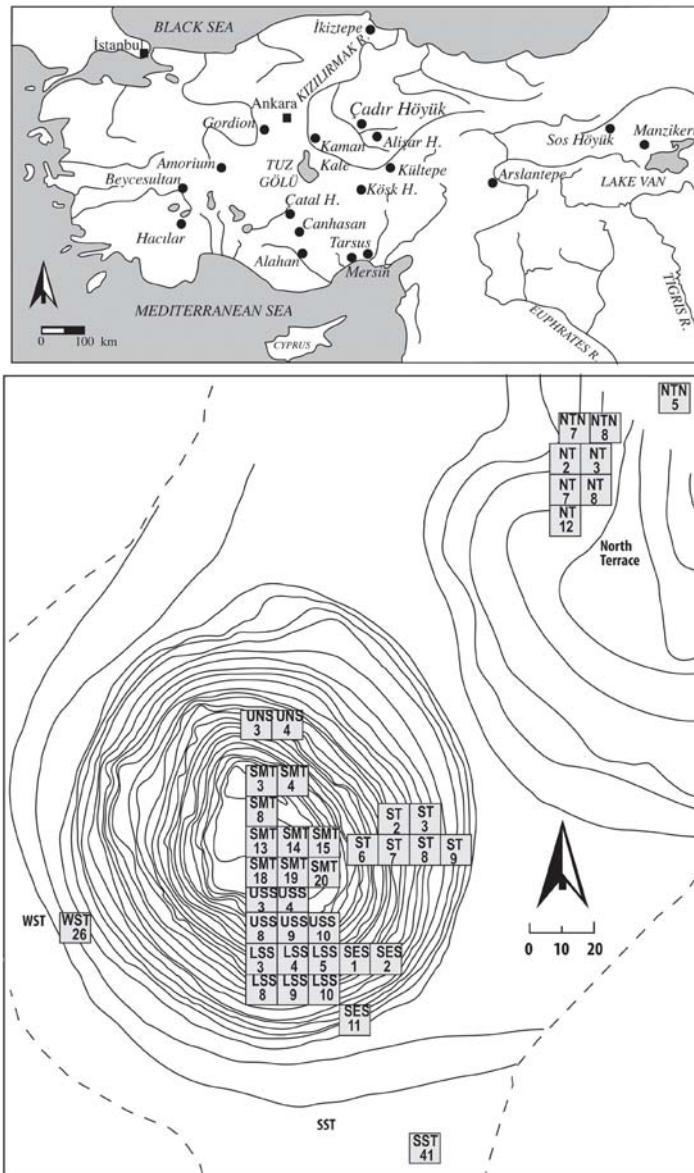 BLACK SEA
İkiztepe
İstanbul
KIZILIRMAK R.
Ankara
Çadır Höyük
Gordion
Sos Höyük
Manzikert
Kaman
Kale
Alişar H.
Amorium
TUZ
GÖLÜ
Kültepe
Beycesultan
Arslantepe
LAKE VAN
Köşk H.
Çatal H.
Canhasan
Hacılar
Tarsus
Alahan
Mersin
TIGRIS R.
MEDITERRANEAN SEA
EUPHRATES R.
0 100 km
CYPRUS
NTN
5
NTN NTN
7 8
NT NT
2 3
NT NT
7 8
NT
12
North
Terrace
UNS UNS
3 4
SMT SMT
3 4
SMT
8
ST ST
2 3
SMT SMT SMT
13 14 15
ST ST ST ST
6 7 8 9
SMT SMT SMT
18 19 20
USS USS
3 4
WST
WST
26
USS USS USS
8 9 10
0 10 20
LSS LSS LSS SES SES
3 4 5 1 2
LSS LSS LSS
8 9 10
SES
11
SST
SST
41